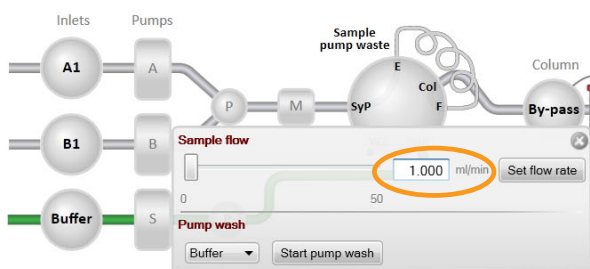 Inlets Pumps
Sample
pump waste
Column
E
A1 A
Col
SyP F
P M
By-pass
B1 B
Sample flow
1.000 ml/min Set flow rate
0 50
Buffer S
Pump wash
Buffer Start pump wash